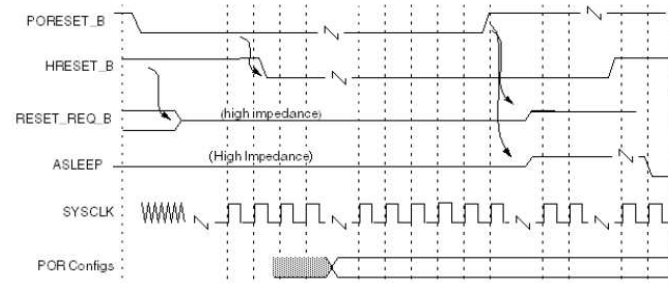 PORESET_B
HRESET_B
RESET_REQ_B
(high impedance)
ASLEEP
(High Impedance)
SYSCLK
POR Configs